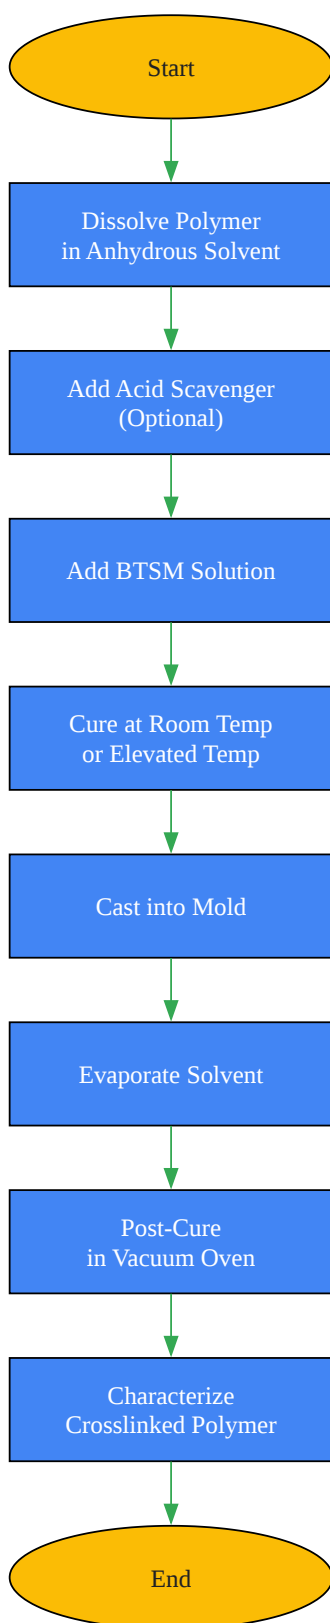 Start
Dissolve Polymer
in Anhydrous Solvent
Add Acid Scavenger
(Optional)
Add BTSM Solution
Cure at Room Temp
or Elevated Temp
Cast into Mold
Evaporate Solvent
Post-Cure
in Vacuum Oven
Characterize
Crosslinked Polymer
End